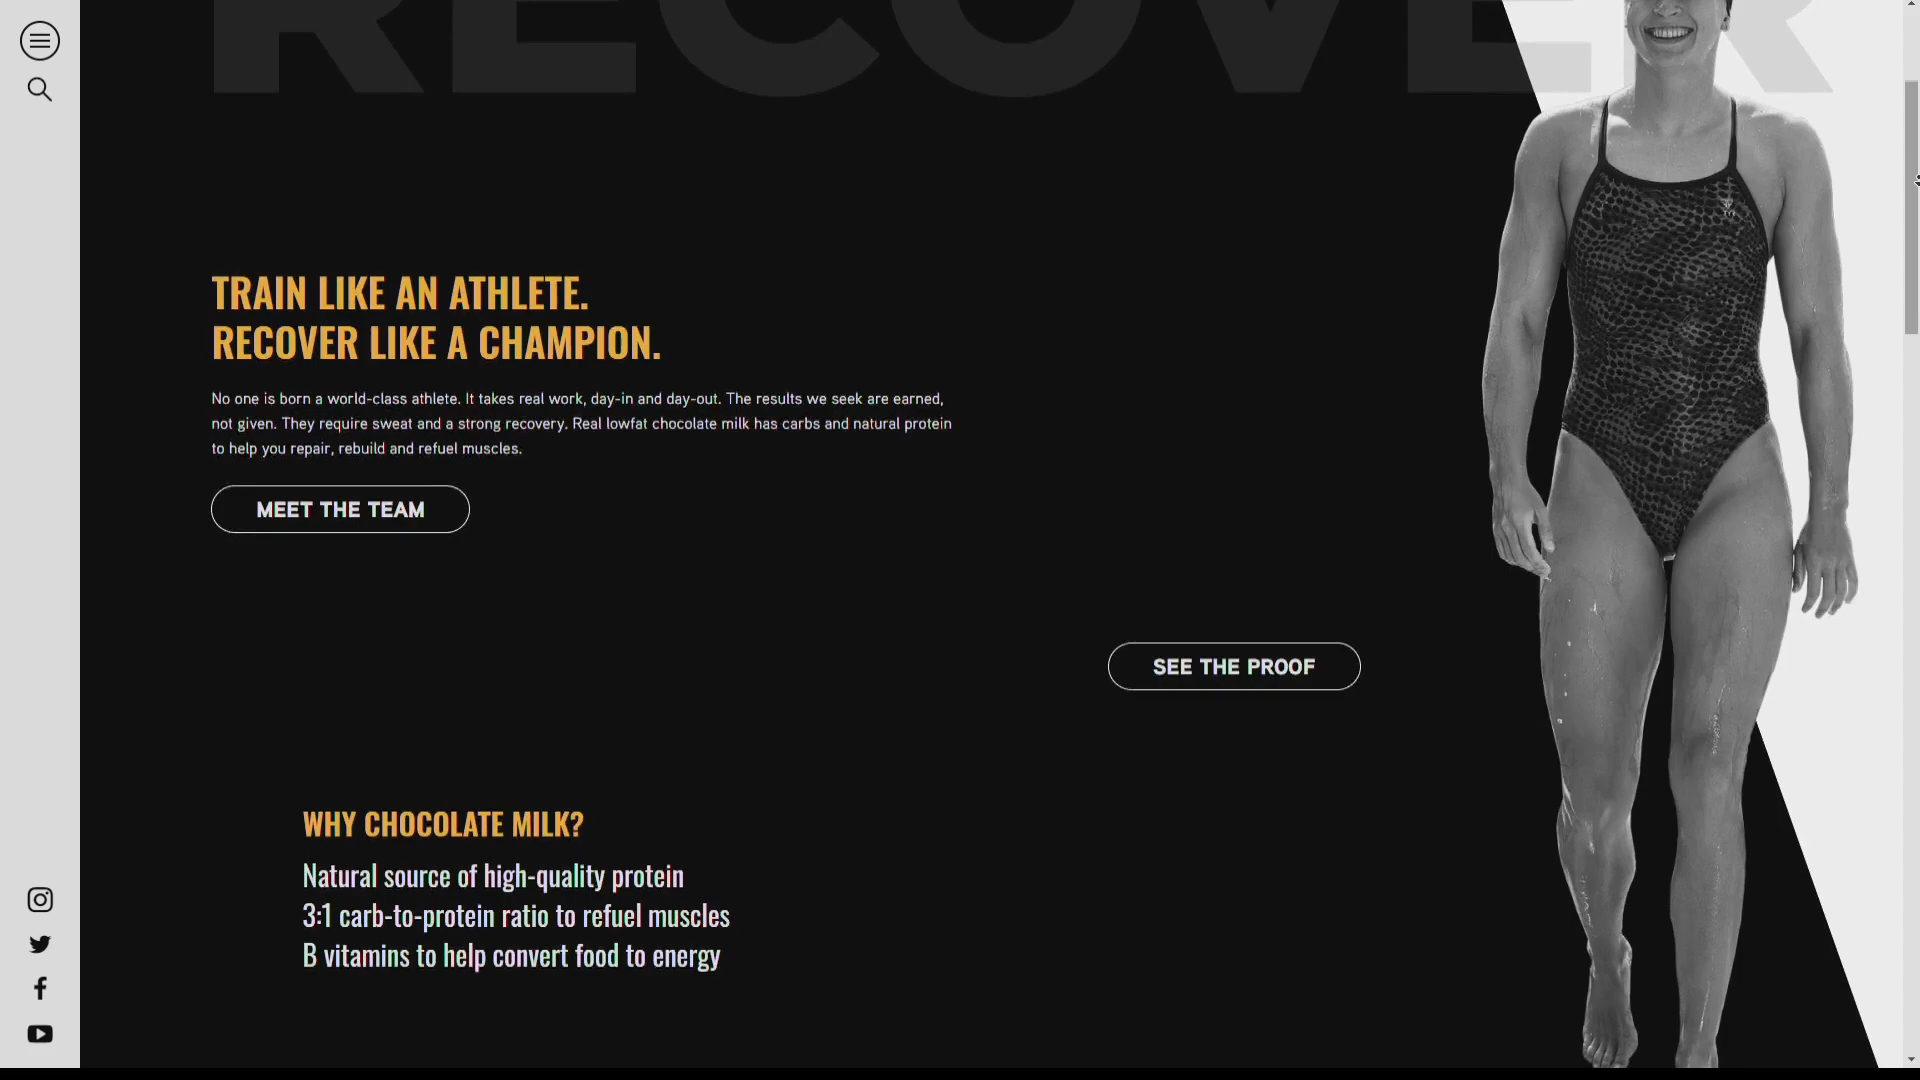 RECOVER
TRAIN LIKE AN ATHLETE.
RECOVER LIKE A CHAMPION.
No one is born a world-class athlete. It takes real work, day-in and day-out. The results we seek are earned,
not given. They require sweat and a strong recovery. Real lowfat chocolate milk has carbs and natural protein
to help you repair, rebuild and refuel muscles.
MEET THE TEAM
SEE THE PROOF
WHY CHOCOLATE MILK?
Natural source of high-quality protein
3:1 carb-to-protein ratio to refuel muscles
B vitamins to help convert food to energy